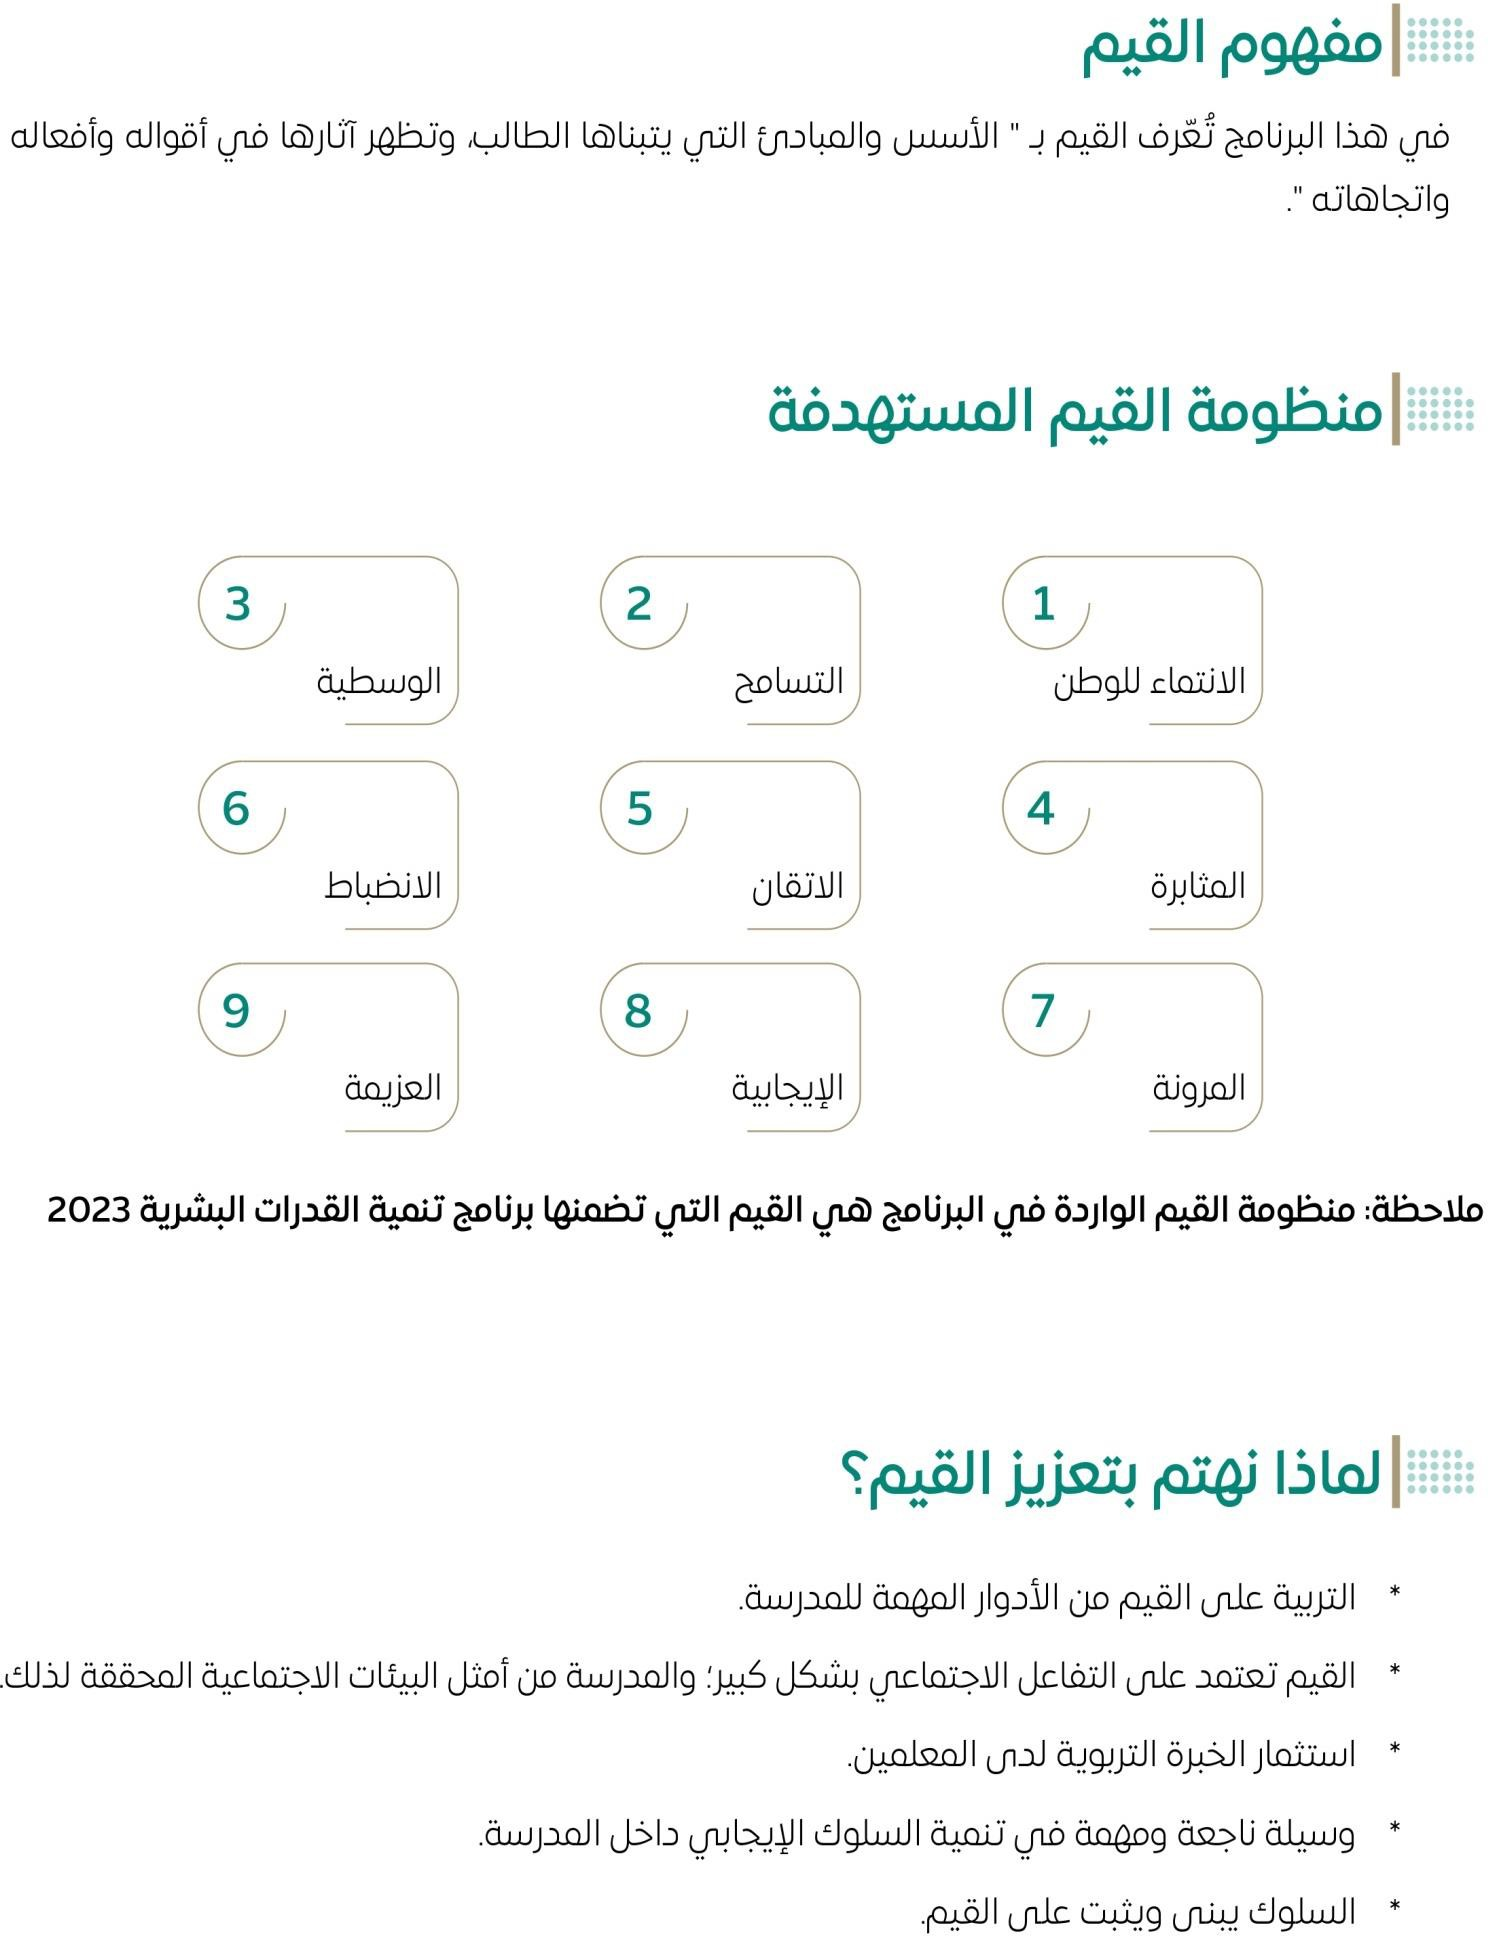 مفهوم القيم
في هذا البرنامج تُعّرف القيم بـ " الأسس والمبادئ التي يتبناها الطالب، وتظهر آثارها في أقواله وأفعاله
واتجاهاته ".
منظومة القيم المستهدفة
1
الانتماء للوطن
2
التسامح
3
الوسطية
4
المثابرة
5
الاتقان
6
الانضباط
7
المرونة
8
الإيجابية
9
العزيمة
ملاحظة: منظومة القيم الواردة في البرنامج هي القيم التي تضمنها برنامج تنمية القدرات البشرية 2023
لماذا نهتم بتعزيز القيم؟
* التربية على القيم من الأدوار المهمة للمدرسة.
* القيم تعتمد على التفاعل الاجتماعي بشكل كبير؛ والمدرسة من أمثل البيئات الاجتماعية المحققة لذلك.
* استثمار الخبرة التربوية لدى المعلمين.
* وسيلة ناجعة ومهمة في تنمية السلوك الإيجابي داخل المدرسة.
* السلوك يبنى ويثبت على القيم.